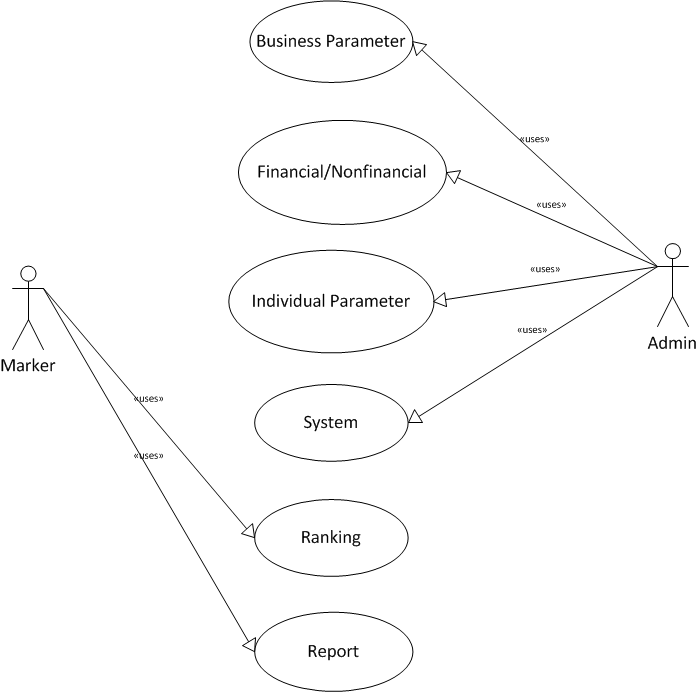 Business Parameter
«uses»
Financial/Nonfinancial
«uses»
«uses»
Individual Parameter
«uses»
Admin
Marker
«uses»
System
«uses»
Ranking
Report